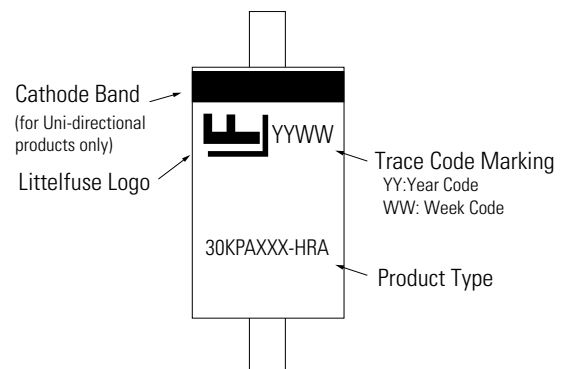 Cathode Band
(for Uni-directional
products only)
Littelfuse Logo
YYWW
Trace Code Marking
YY:Year Code
WW: Week Code
30KPAXXX-HRA
Product Type